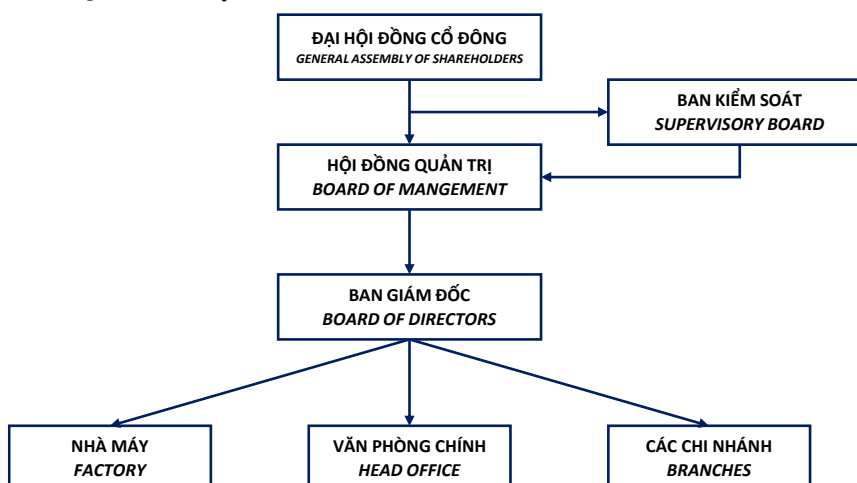 ĐẠI HỘI ĐỒNG CỔ ĐÔNG
GENERAL ASSEMBLY OF SHAREHOLDERS
BAN KIỂM SOÁT
SUPERVISORY BOARD
HỘI ĐỒNG QUẢN TRỊ
BOARD OF MANGEMENT
BAN GIÁM ĐỐC
BOARD OF DIRECTORS
NHÀ MÁY
FACTORY
VĂN PHÒNG CHÍNH
HEAD OFFICE
CÁC CHI NHÁNH
BRANCHES